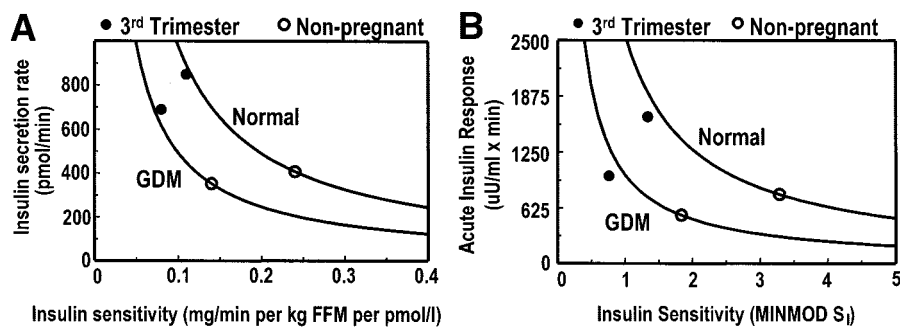 A
● 3rd Trimester ○ Non-pregnant
Insulin secretion rate
(pmol/min)
800
600
400
200
0
Normal
GDM
0 0.1 0.2 0.3 0.4
Insulin sensitivity (mg/min per kg FFM per pmol/l)
B
● 3rd Trimester ○ Non-pregnant
Acute Insulin Response
(uU/ml x min)
2500
1875
1250
625
0
Normal
GDM
0 1 2 3 4 5
Insulin Sensitivity (MINMOD SI)